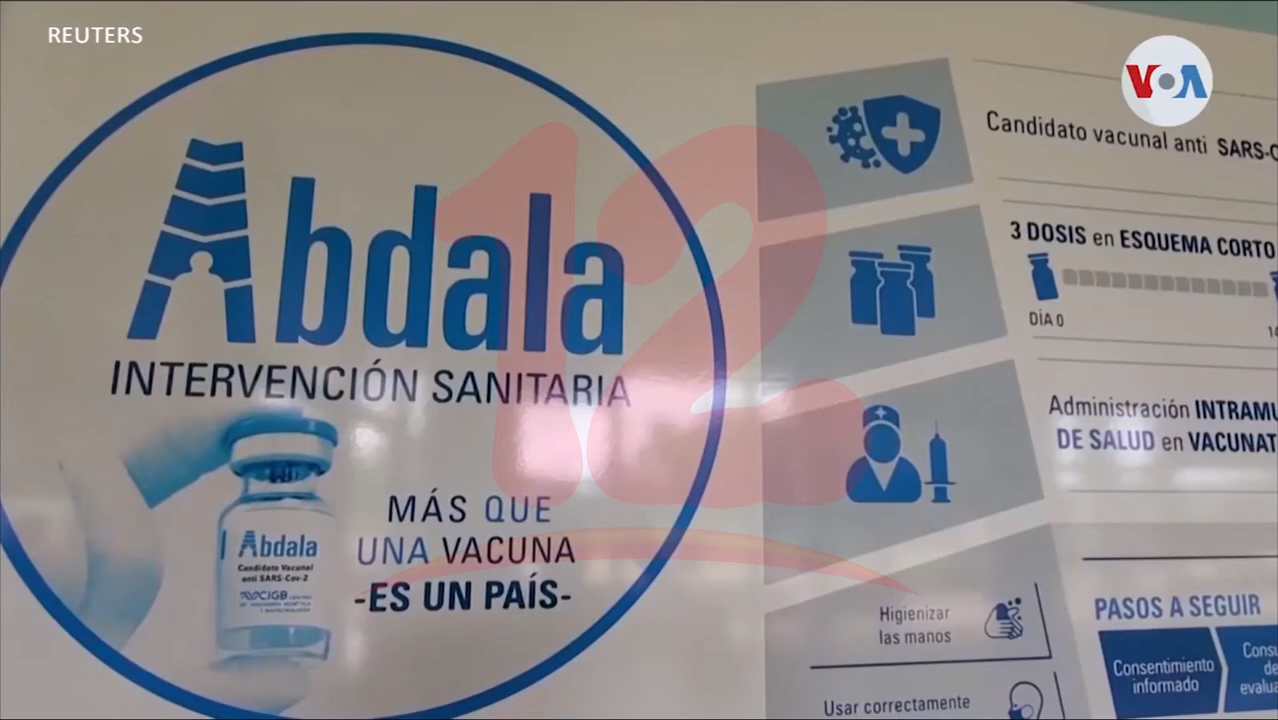 REUTERS
VOA
12
Abdala
INTERVENCIÓN SANITARIA
Abdala
Candidato Vacunal
anti SARS-Cov-2
CIGB
MÁS QUE
UNA VACUNA
-ES UN PAÍS-
Candidato vacunal anti
3 DOSIS en ESQUEMA CORTO
DÍA 0
Administración
DE SALUD en
Higienizar
las manos
Usar correctamente
PASOS A SEGUIR
Consentimiento
informado